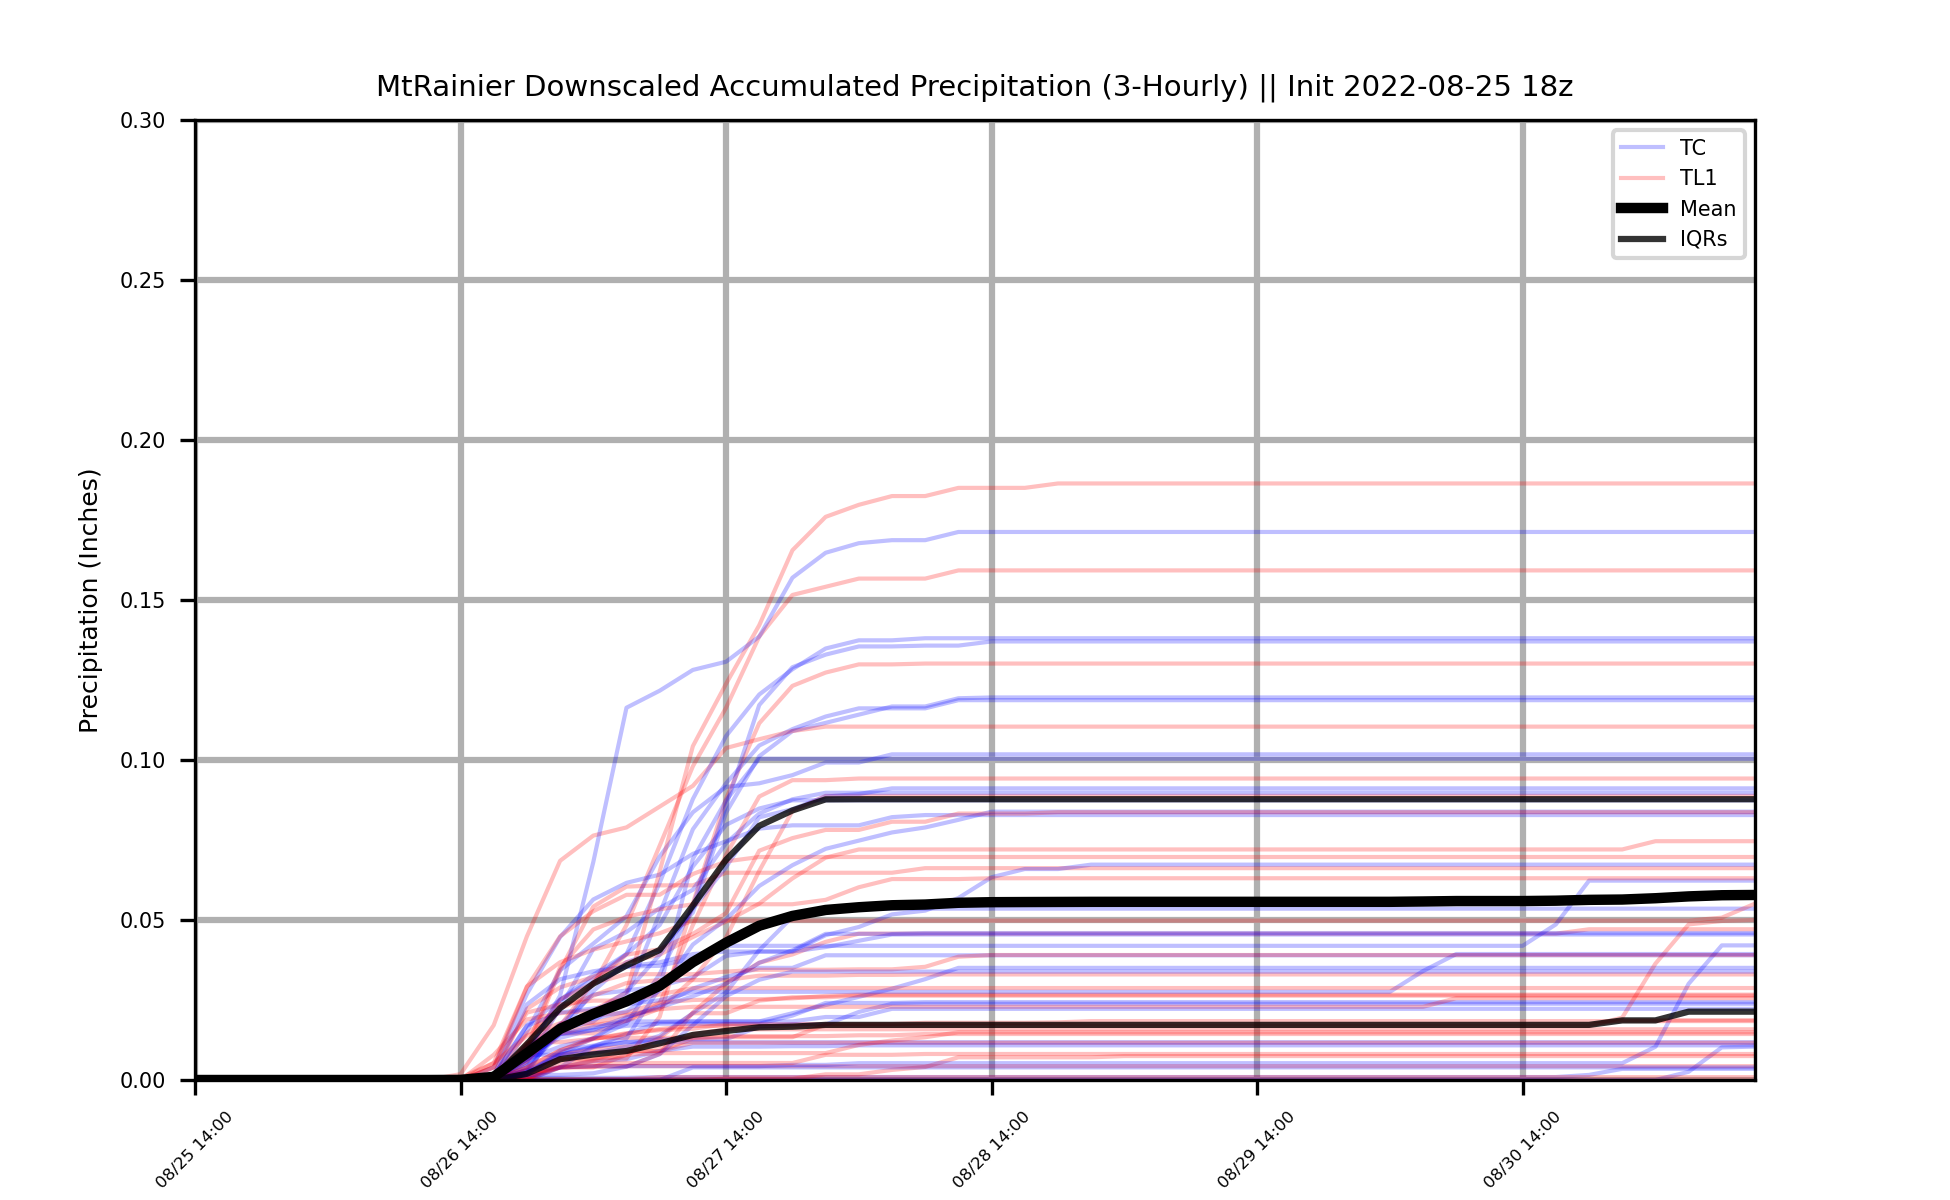 MtRainier Downscaled Accumulated Precipitation (3-Hourly) || Init 2022-08-25 18z
Precipitation (Inches)
0.30
0.25
0.20
0.15
0.10
0.05
0.00
TC
TL1
Mean
IQRs
08/25 14:00
08/26 14:00
08/27 14:00
08/28 14:00
08/29 14:00
08/30 14:00